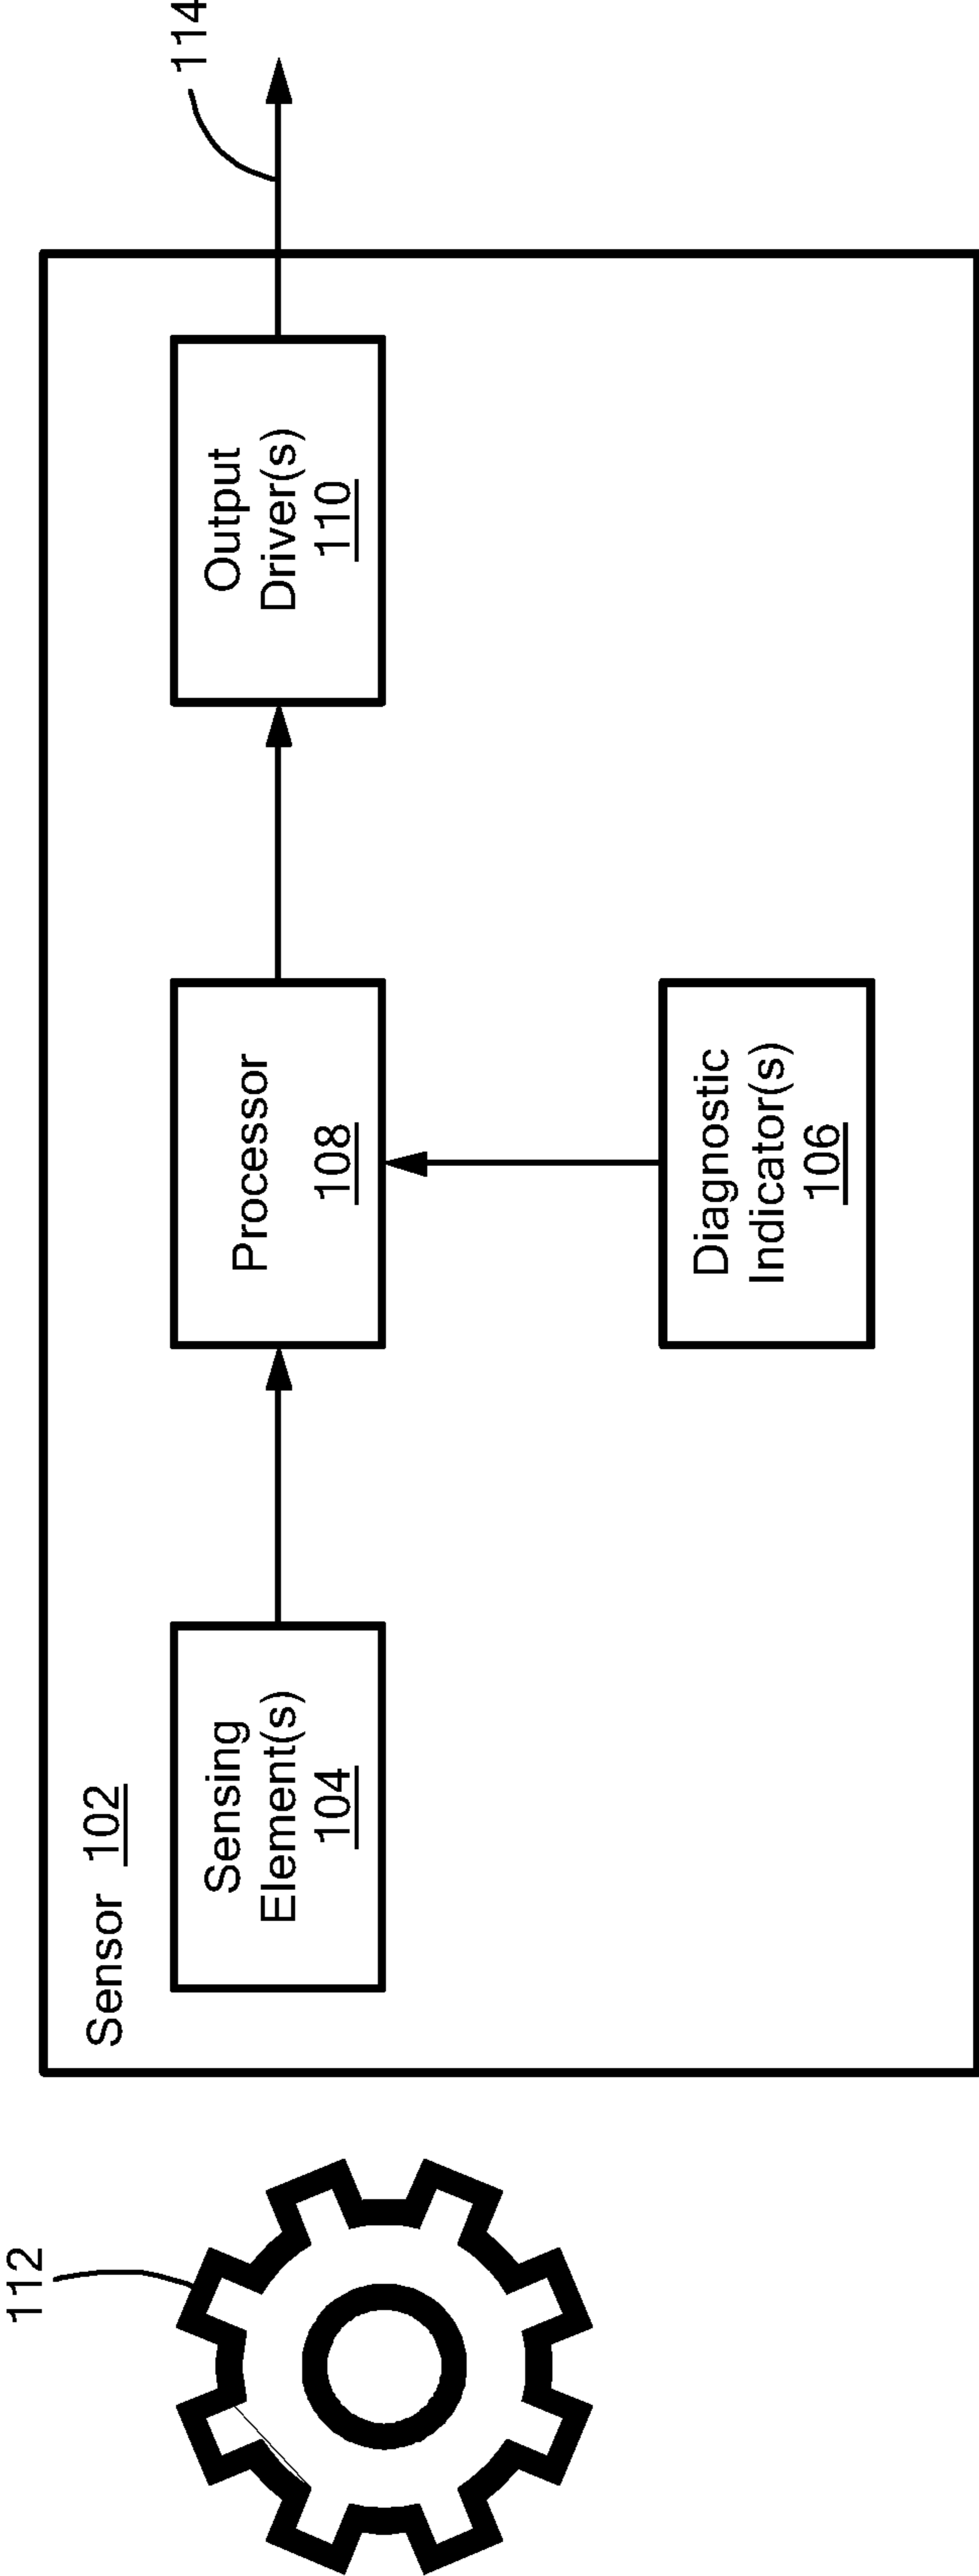 112
Sensor 102
Sensing
Element(s)
104
Processor
108
Output
Driver(s)
110
114
Diagnostic
Indicator(s)
106